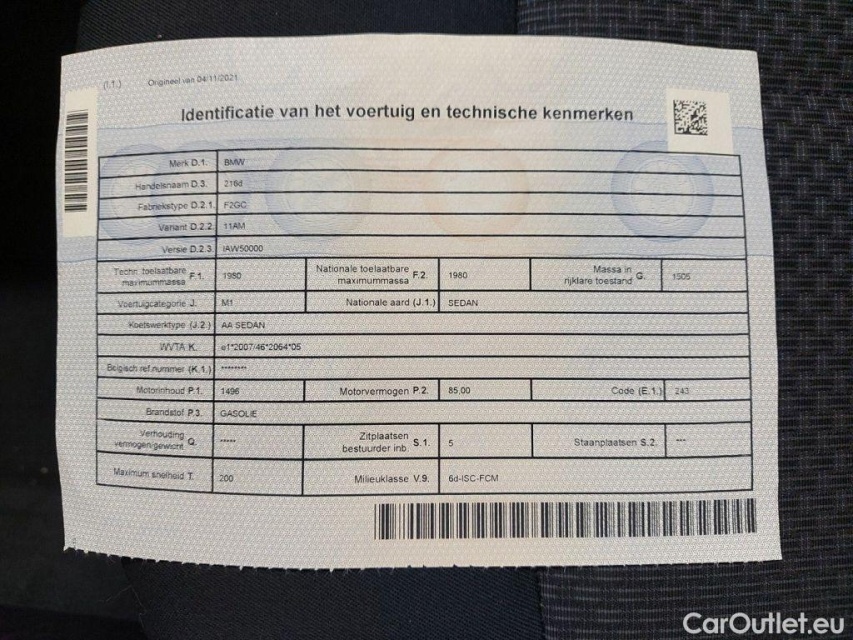 (I.1.) Origineel van 04/11/2021
Identificatie van het voertuig en technische kenmerken
Merk D.1. BMW
Handelsnaam D.3. 216d
Fabriekstype D.2.1. F2GC
Variant D.2.2. 11AM
Versie D.2.3. IAW50000
Techn. toelaatbare maximummassa F.1. 1980 Nationale toelaatbare maximummassa F.2. 1980 Massa in rijklare toestand G. 1505
Voertuigcategorie J. M1 Nationale aard (J.1.) SEDAN
Koetswerktype (J.2.) AA SEDAN
WVTA K. e1*2007/46*2064*05
Belgisch ref.nummer (K.1.) ********
Motorinhoud P.1. 1496 Motorvermogen P.2. 85,00 Code (E.1.) 243
Brandstof P.3. GASOLIE
Verhouding vermogen/gewicht Q. ***** Zitplaatsen bestuurder inb. S.1. 5 Staanplaatsen S.2. ***
Maximum snelheid T. 200 Milieuklasse V.9. 6d-ISC-FCM
CarOutlet.eu